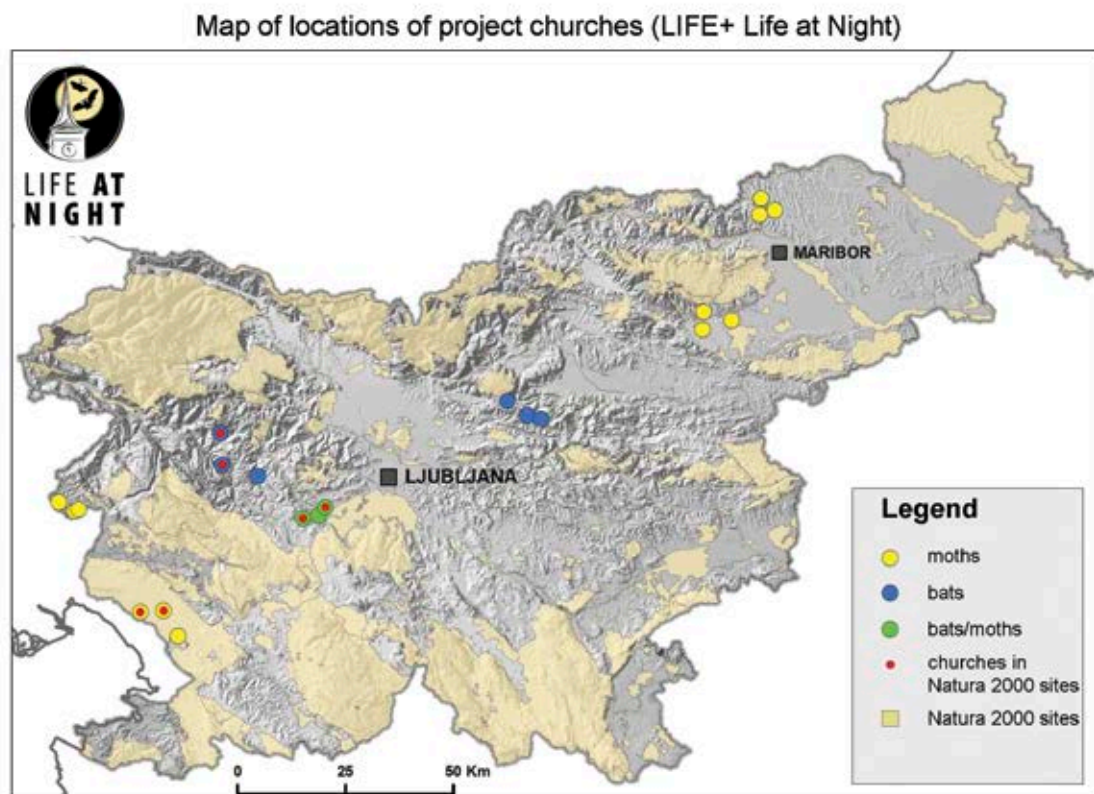 Map of locations of project churches (LIFE+ Life at Night)
LIFE AT
NIGHT
MARIBOR
LJUBLJANA
Legend
moths
bats
bats/moths
churches in
Natura 2000 sites
Natura 2000 sites
0 25 50 Km